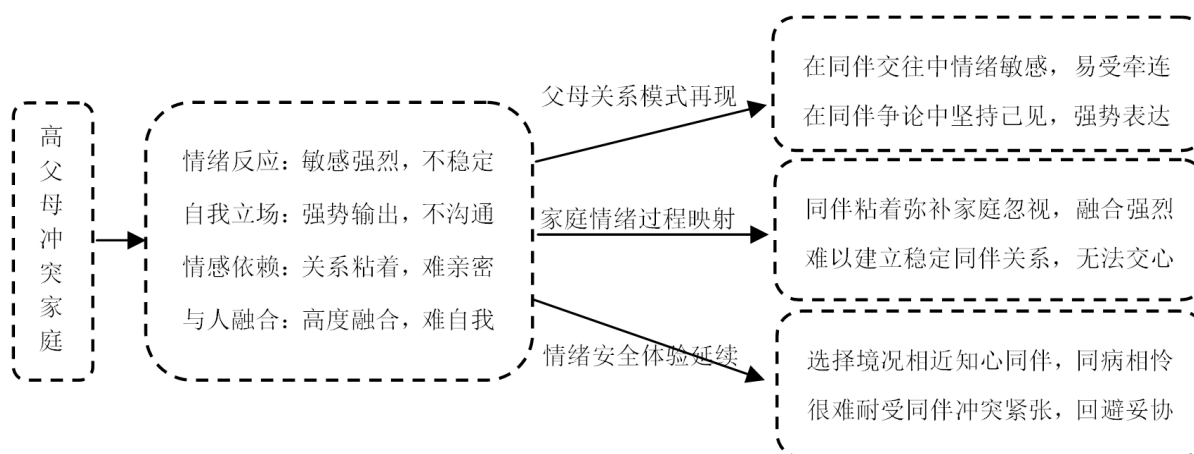 高父母冲突家庭
情绪反应：敏感强烈，不稳定
自我立场：强势输出，不沟通
情感依赖：关系粘着，难亲密
与人融合：高度融合，难自我
父母关系模式再现
家庭情绪过程映射
情绪安全体验延续
在同伴交往中情绪敏感，易受牵连
在同伴争论中坚持己见，强势表达
同伴粘着弥补家庭忽视，融合强烈
难以建立稳定同伴关系，无法交心
选择境况相近知心同伴，同病相怜
很难耐受同伴冲突紧张，回避妥协